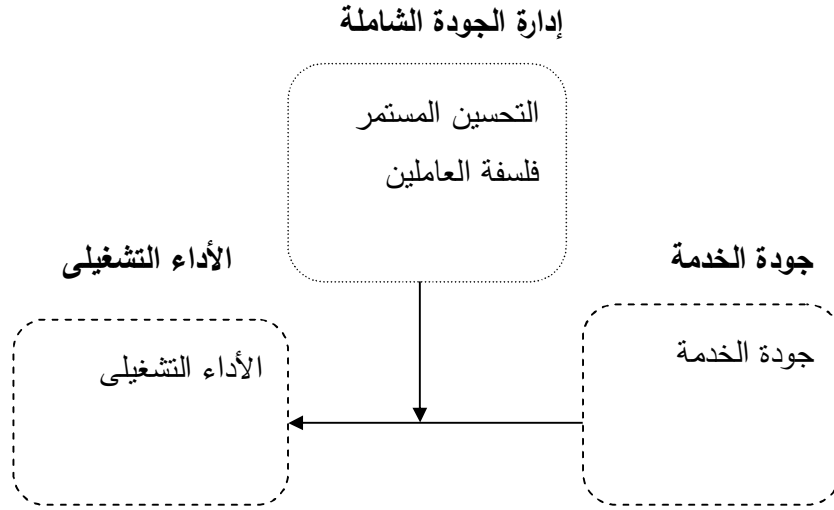 إدارة الجودة الشاملة
التحسين المستمر
فلسفة العاملين
جودة الخدمة
الأداء التشغيلى
جودة الخدمة
الأداء التشغيلى